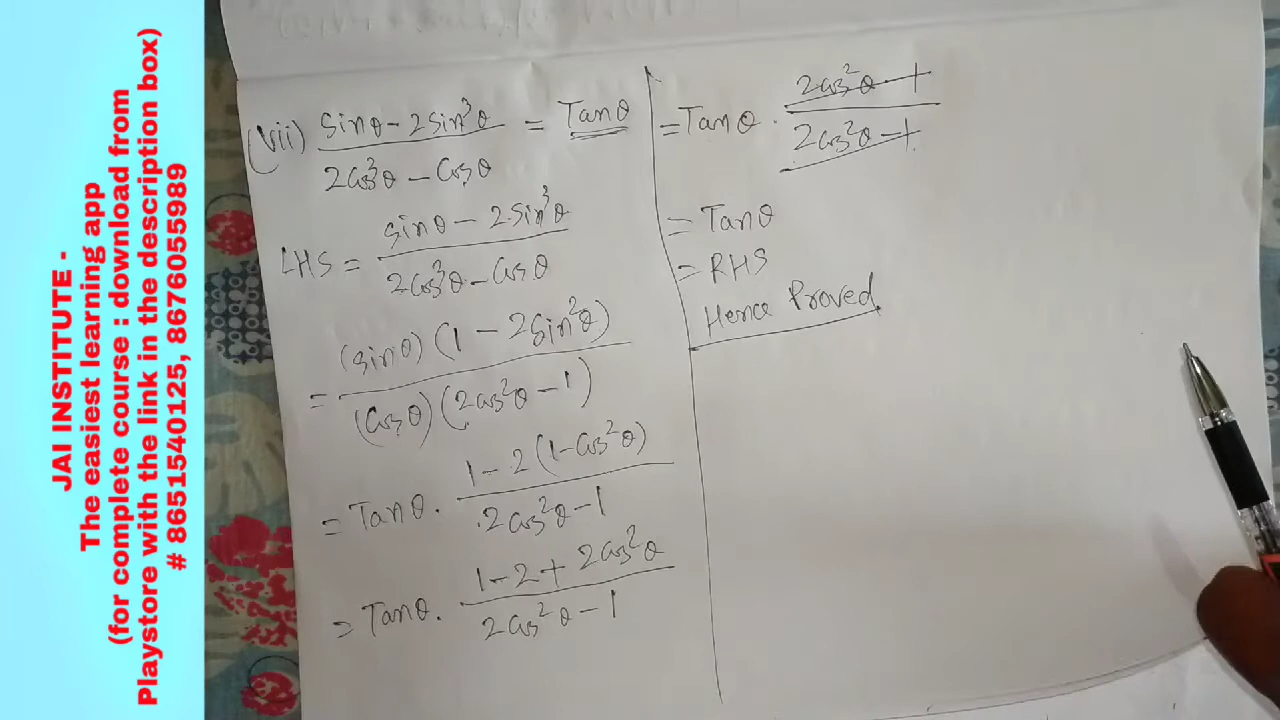 JAI INSTITUTE -
The easiest learning app
(for complete course : download from
Playstore with the link in the description box)
# 8651540125, 8676055989
(vii) (sinθ - 2sin³θ)/(2cos³θ - cosθ) = Tanθ
LHS = (sinθ - 2sin³θ)/(2cos³θ - cosθ)
= (sinθ)(1 - 2sin²θ)/(cosθ)(2cos²θ - 1)
= Tanθ . (1 - 2(1-cos²θ))/(2cos²θ - 1)
= Tanθ . (1 - 2 + 2cos²θ)/(2cos²θ - 1)
= Tanθ . (2cos²θ - 1)/(2cos²θ - 1)
= Tanθ
= RHS
Hence Proved